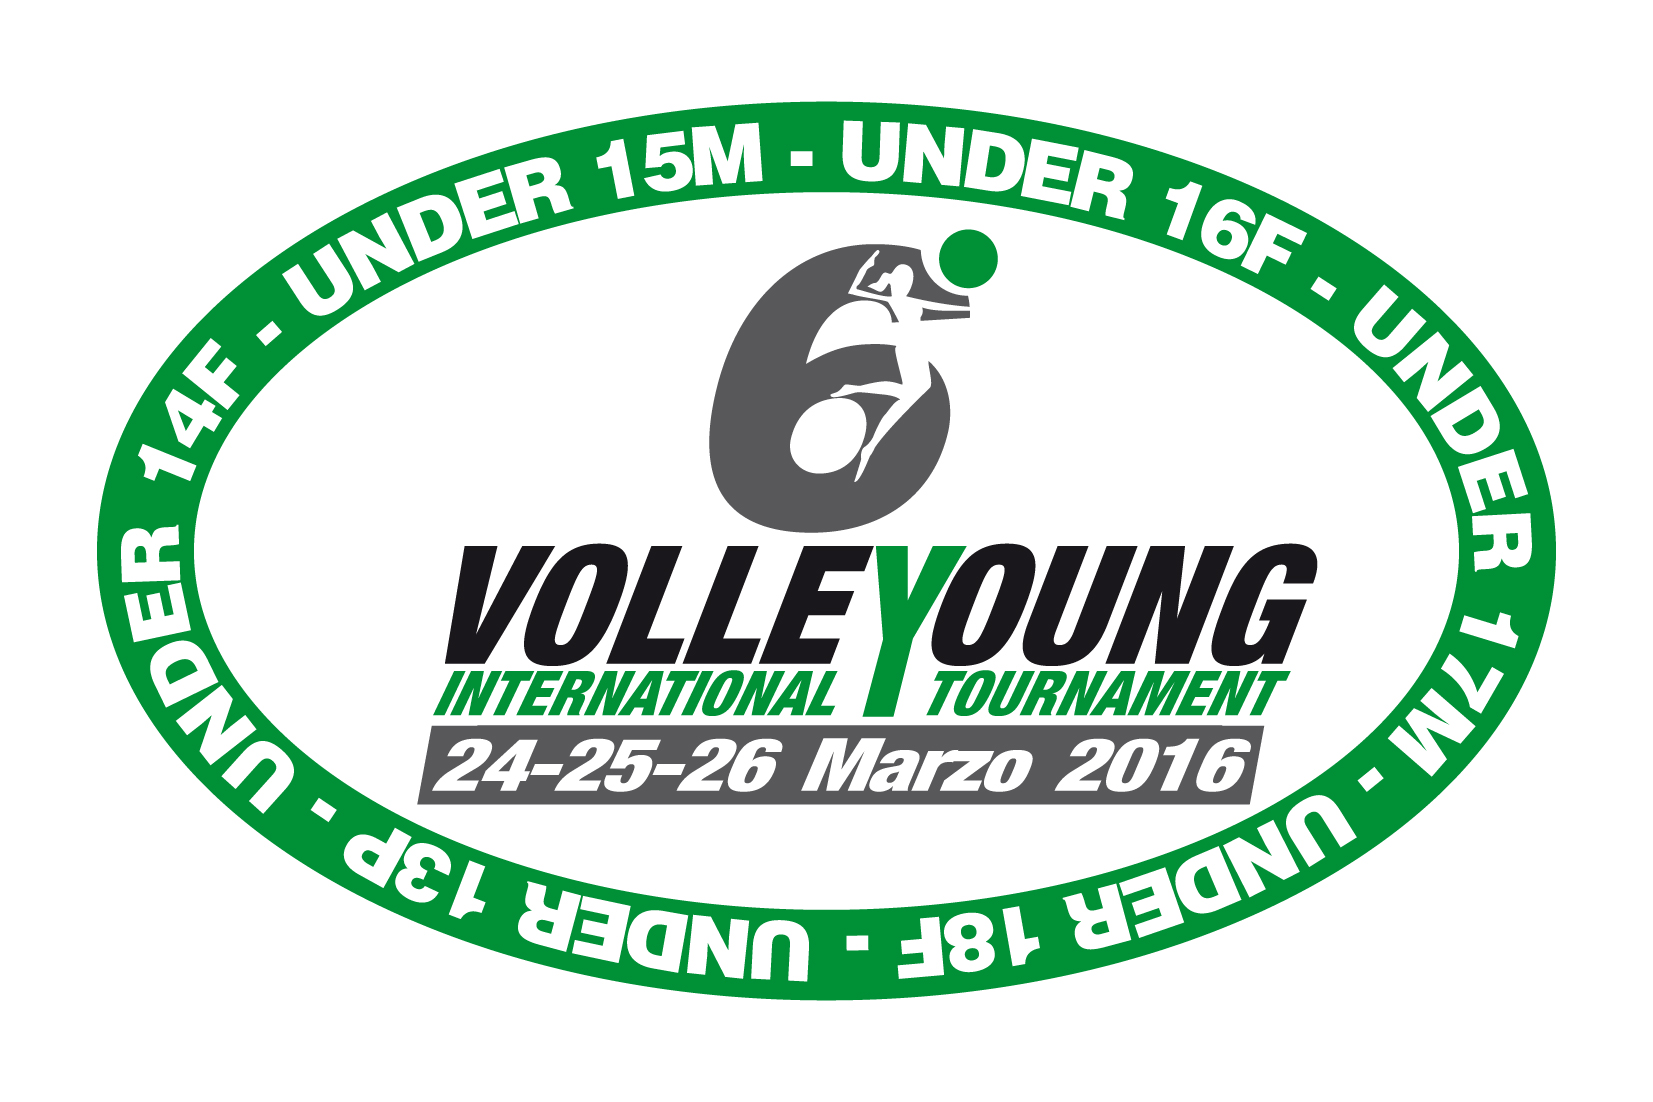 UNDER 13P - UNDER 14F - UNDER 15M - UNDER 16F - UNDER 17M - UNDER 18F -
6
VOLLEYOUNG
INTERNATIONAL TOURNAMENT
24-25-26 Marzo 2016